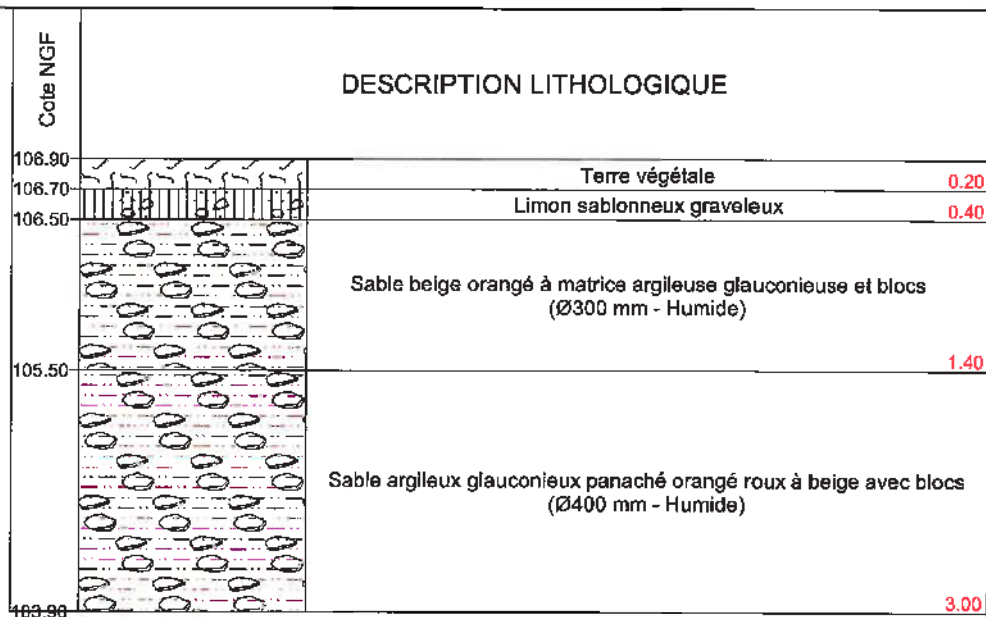 Cote NGF
DESCRIPTION LITHOLOGIQUE
106.90
Terre végétale
0.20
106.70
Limon sablonneux graveleux
0.40
106.50
Sable beige orangé à matrice argileuse glauconieuse et blocs
(Ø300 mm - Humide)
1.40
105.50
Sable argileux glauconieux panaché orangé roux à beige avec blocs
(Ø400 mm - Humide)
3.00
103.90